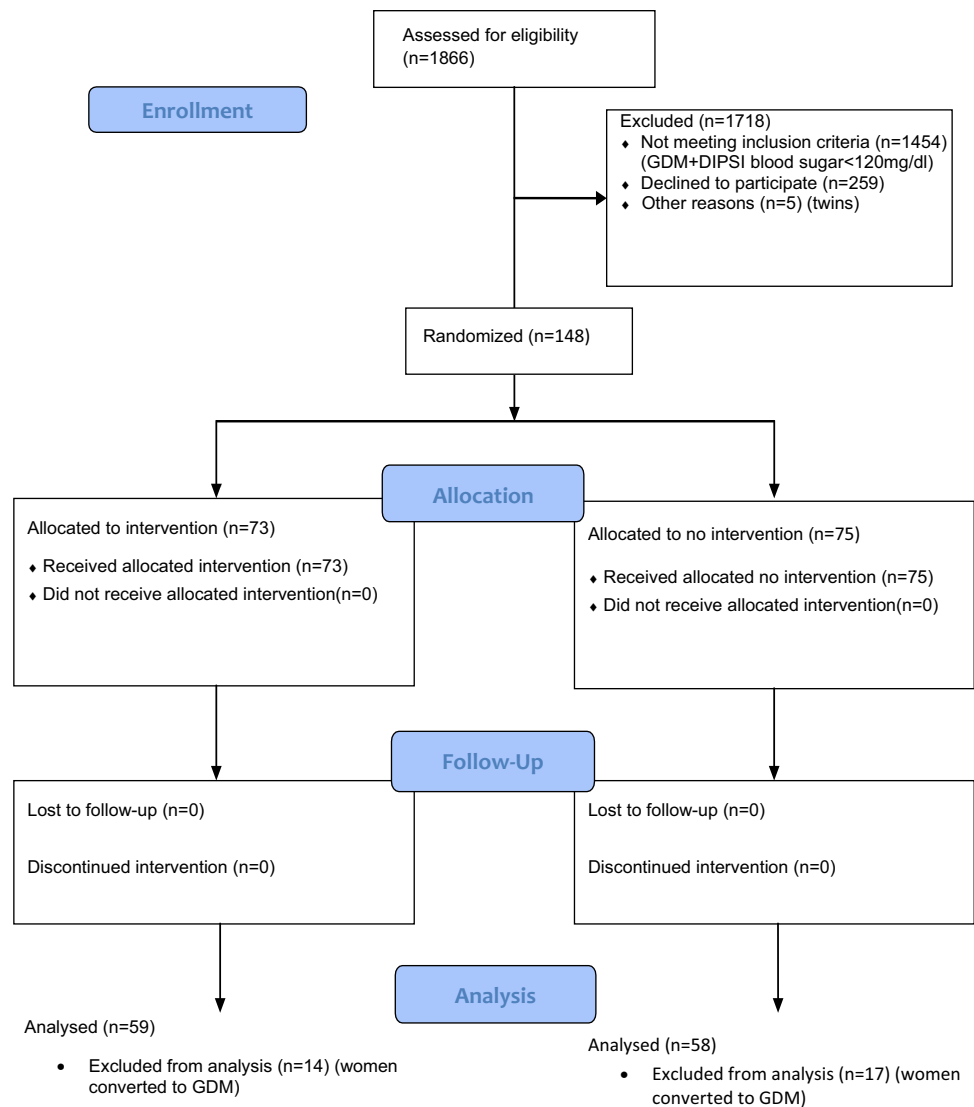 Assessed for eligibility
(n=1866)
Enrollment
Excluded (n=1718)
♦ Not meeting inclusion criteria (n=1454)
(GDM+DIPSI blood sugar<120mg/dl)
♦ Declined to participate (n=259)
♦ Other reasons (n=5) (twins)
Randomized (n=148)
Allocation
Allocated to intervention (n=73)
♦ Received allocated intervention (n=73)
♦ Did not receive allocated intervention(n=0)
Allocated to no intervention (n=75)
♦ Received allocated no intervention (n=75)
♦ Did not receive allocated intervention(n=0)
Follow-Up
Lost to follow-up (n=0)
Discontinued intervention (n=0)
Lost to follow-up (n=0)
Discontinued intervention (n=0)
Analysis
Analysed (n=59)
• Excluded from analysis (n=14) (women
converted to GDM)
Analysed (n=58)
• Excluded from analysis (n=17) (women
converted to GDM)